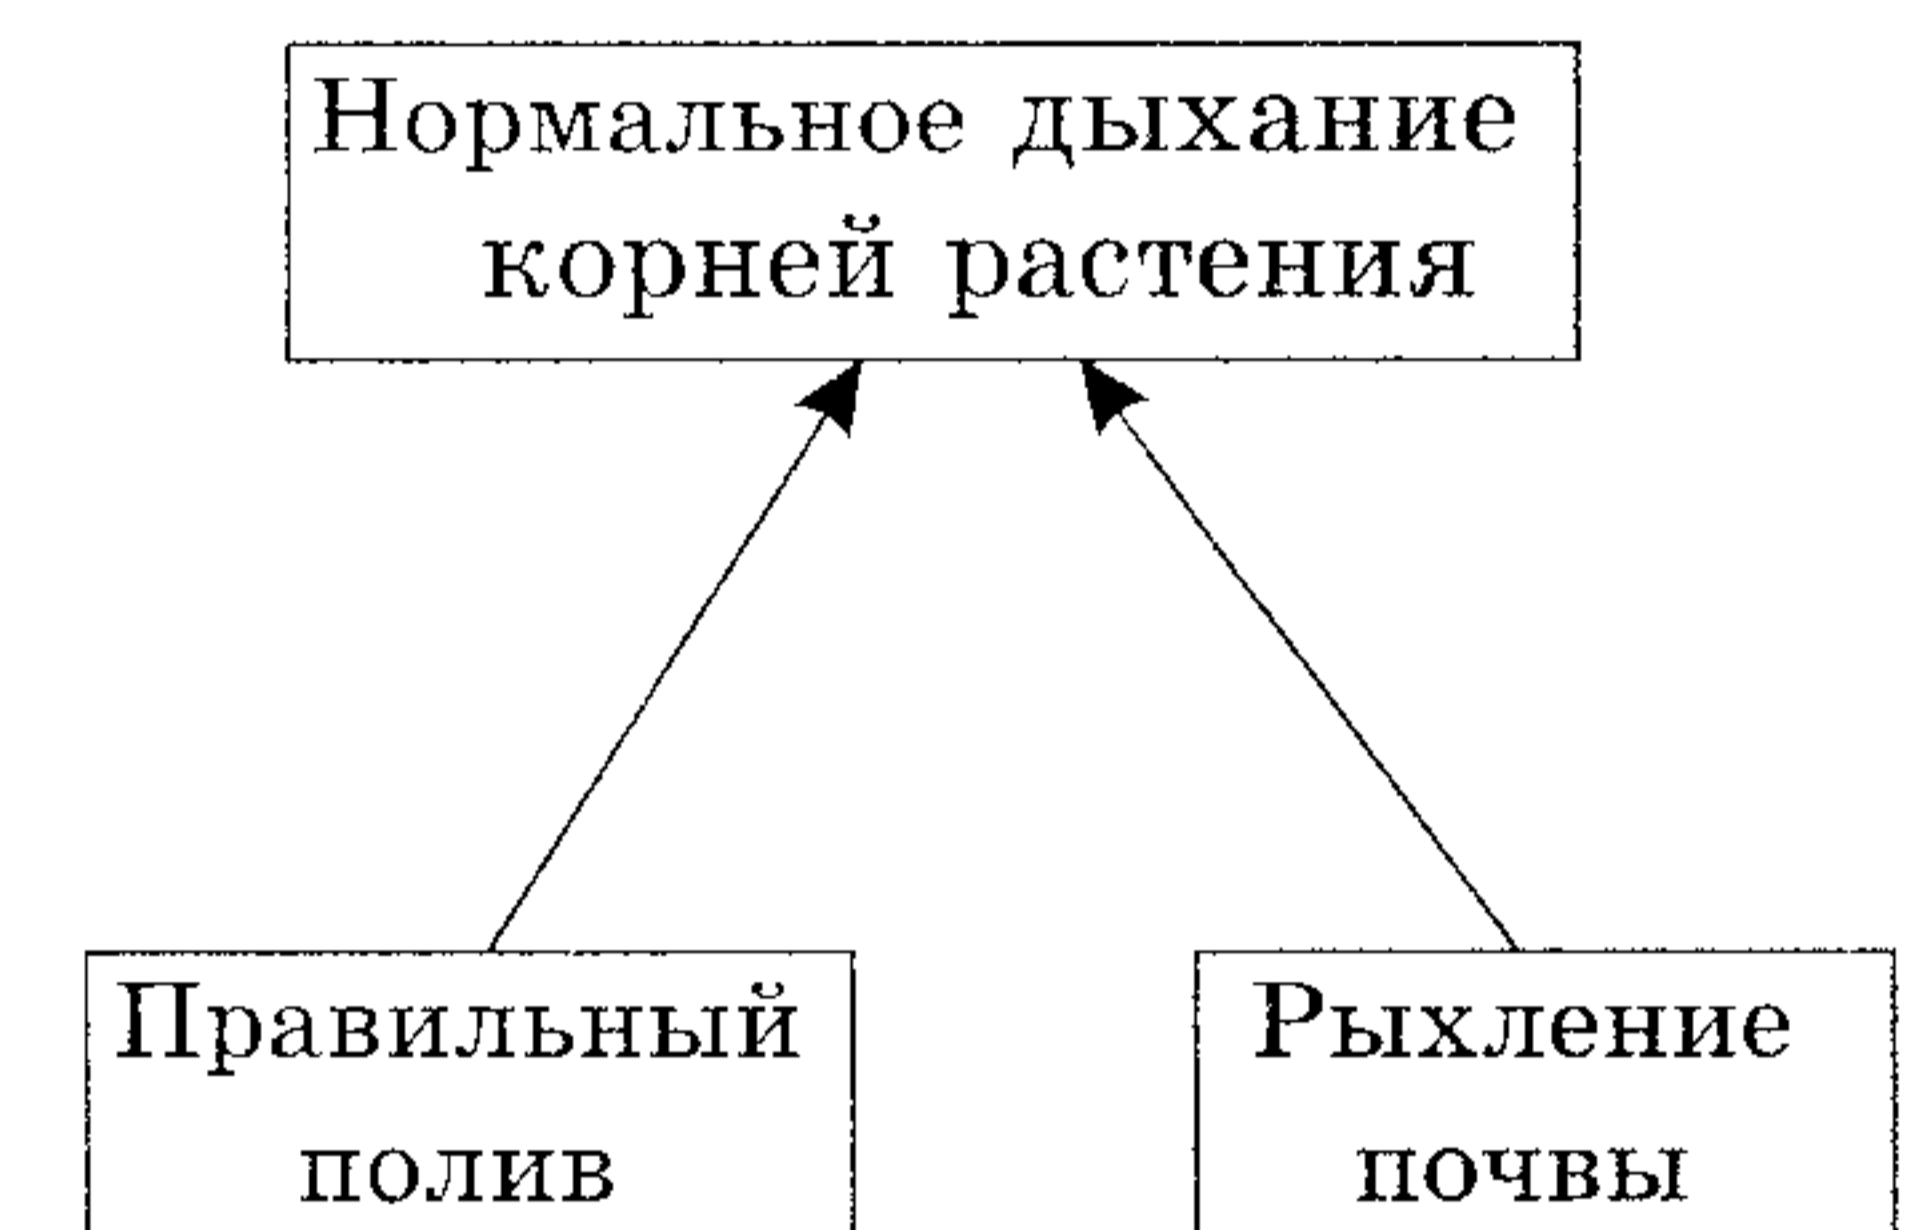 Нормальное дыхание
корней растения
Правильный
полив
Рыхление
почвы